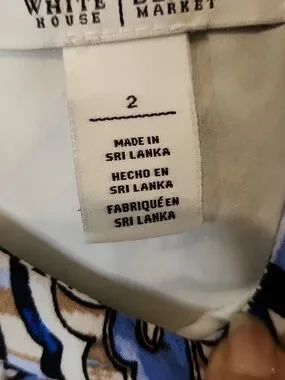 WHITE
HOUSE
MARKET
2
MADE IN
SRI LANKA
HECHO EN
SRI LANKA
FABRIQUÉ EN
SRI LANKA